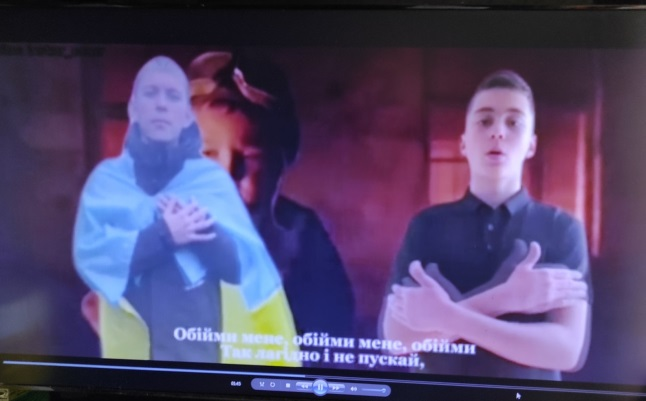 Обійми мене, обійми мене, обійми
Так лагідно і не пускай,